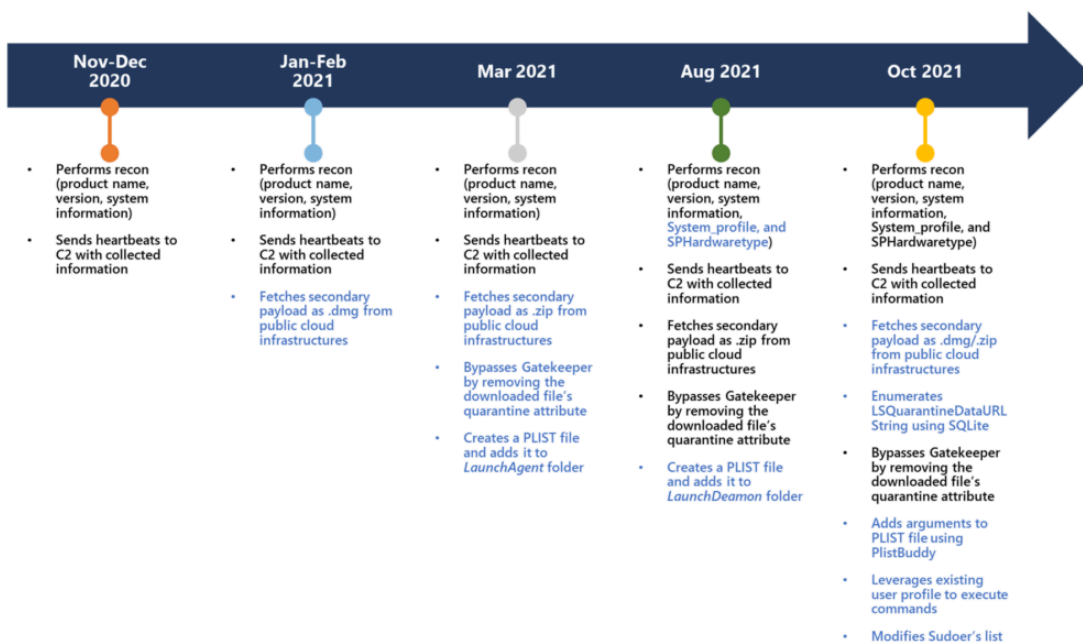 Nov-Dec
2020
Jan-Feb
2021
Mar 2021
Aug 2021
Oct 2021
• Performs recon
(product name,
version, system
information)
• Sends heartbeats to
C2 with collected
information
• Performs recon
(product name,
version, system
information)
• Sends heartbeats to
C2 with collected
information
• Fetches secondary
payload as .dmg from
public cloud
infrastructures
• Performs recon
(product name,
version, system
information)
• Sends heartbeats to
C2 with collected
information
• Fetches secondary
payload as .zip from
public cloud
infrastructures
• Bypasses Gatekeeper
by removing the
downloaded file's
quarantine attribute
• Creates a PLIST file
and adds it to
LaunchAgent folder
• Performs recon
(product name,
version, system
information,
System_profile, and
SPHardwaretype)
• Sends heartbeats to
C2 with collected
information
• Fetches secondary
payload as .zip from
public cloud
infrastructures
• Bypasses Gatekeeper
by removing the
downloaded file's
quarantine attribute
• Creates a PLIST file
and adds it to
LaunchDeamon folder
• Performs recon
(product name,
version, system
information,
System_profile, and
SPHardwaretype)
• Sends heartbeats to
C2 with collected
information
• Fetches secondary
payload as .dmg/.zip
from public cloud
infrastructures
• Enumerates
LSQuarantineDataURL
String using SQLite
• Bypasses Gatekeeper
by removing the
downloaded file's
quarantine attribute
• Adds arguments to
PLIST file using
PlistBuddy
• Leverages existing
user profile to execute
commands
• Modifies Sudoer's list